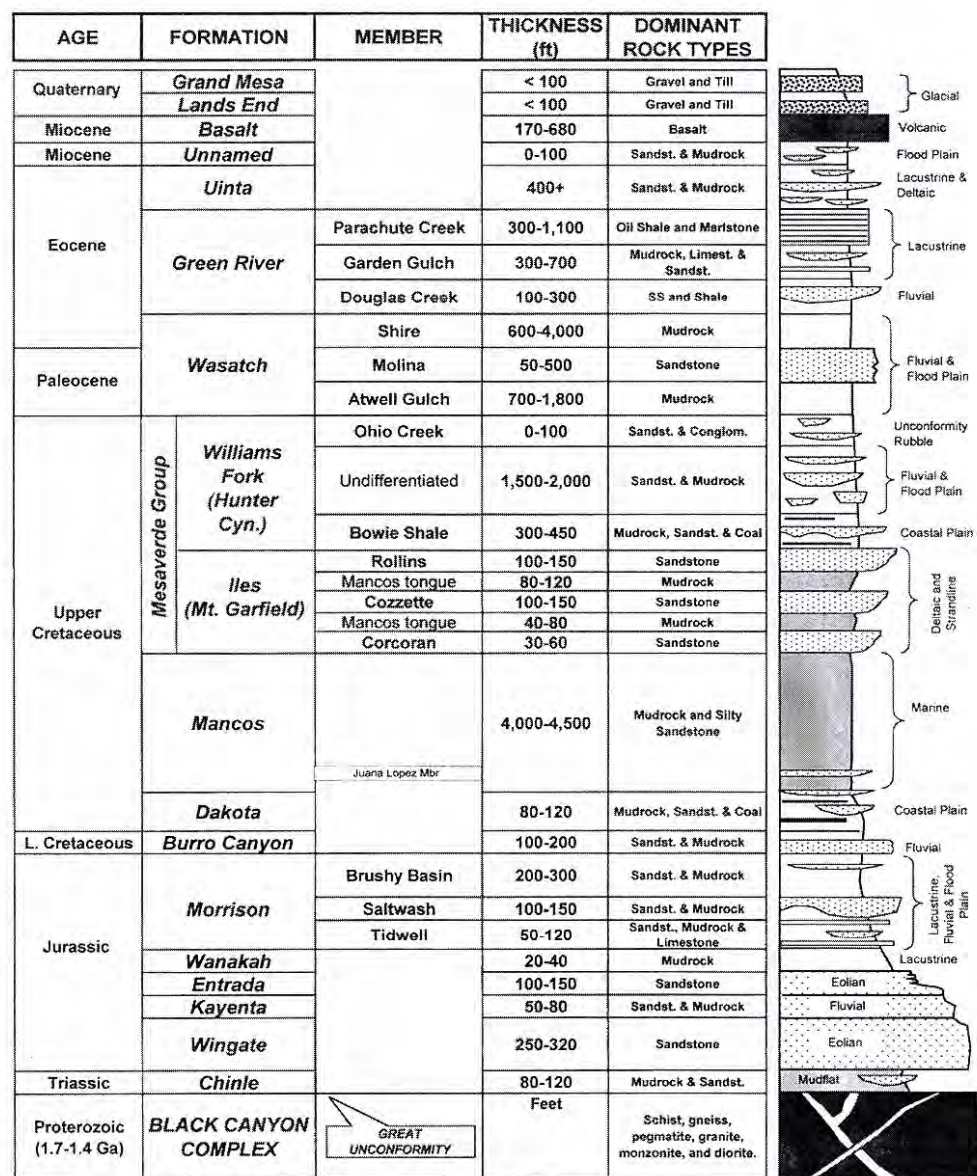 AGE FORMATION MEMBER THICKNESS (ft) DOMINANT ROCK TYPES
Quaternary Grand Mesa < 100 Gravel and Till Glacial
Lands End < 100 Gravel and Till
Miocene Basalt 170-680 Basalt Volcanic
Miocene Unnamed 0-100 Sandst. & Mudrock Flood Plain
Eocene Uinta 400+ Sandst. & Mudrock Lacustrine & Deltaic
Green River Parachute Creek 300-1,100 Oil Shale and Marlstone Lacustrine
Garden Gulch 300-700 Mudrock, Limest. & Sandst.
Douglas Creek 100-300 SS and Shale Fluvial
Wasatch Shire 600-4,000 Mudrock Fluvial & Flood Plain
Paleocene Molina 50-500 Sandstone
Atwell Gulch 700-1,800 Mudrock
Upper Cretaceous Mesaverde Group Williams Fork (Hunter Cyn.) Ohio Creek 0-100 Sandst. & Conglom. Unconformity Rubble
Undifferentiated 1,500-2,000 Sandst. & Mudrock Fluvial & Flood Plain
Bowie Shale 300-450 Mudrock, Sandst. & Coal Coastal Plain
Iles (Mt. Garfield) Rollins 100-150 Sandstone Deltaic and Strandline
Mancos tongue 80-120 Mudrock
Cozzette 100-150 Sandstone
Mancos tongue 40-80 Mudrock
Corcoran 30-60 Sandstone
Mancos 4,000-4,500 Mudrock and Silty Sandstone Marine
Juana Lopez Mbr
Dakota 80-120 Mudrock, Sandst. & Coal Coastal Plain
L. Cretaceous Burro Canyon 100-200 Sandst. & Mudrock Fluvial
Jurassic Morrison Brushy Basin 200-300 Sandst. & Mudrock Lacustrine, Fluvial & Flood Plain
Saltwash 100-150 Sandst. & Mudrock
Tidwell 50-120 Sandst., Mudrock & Limestone
Wanakah 20-40 Mudrock Lacustrine
Entrada 100-150 Sandstone Eolian
Kayenta 50-80 Sandst. & Mudrock Fluvial
Wingate 250-320 Sandstone Eolian
Triassic Chinle 80-120 Mudrock & Sandst. Mudflat
Proterozoic (1.7-1.4 Ga) BLACK CANYON COMPLEX GREAT UNCONFORMITY Feet Schist, gneiss, pegmatite, granite, monzonite, and diorite.